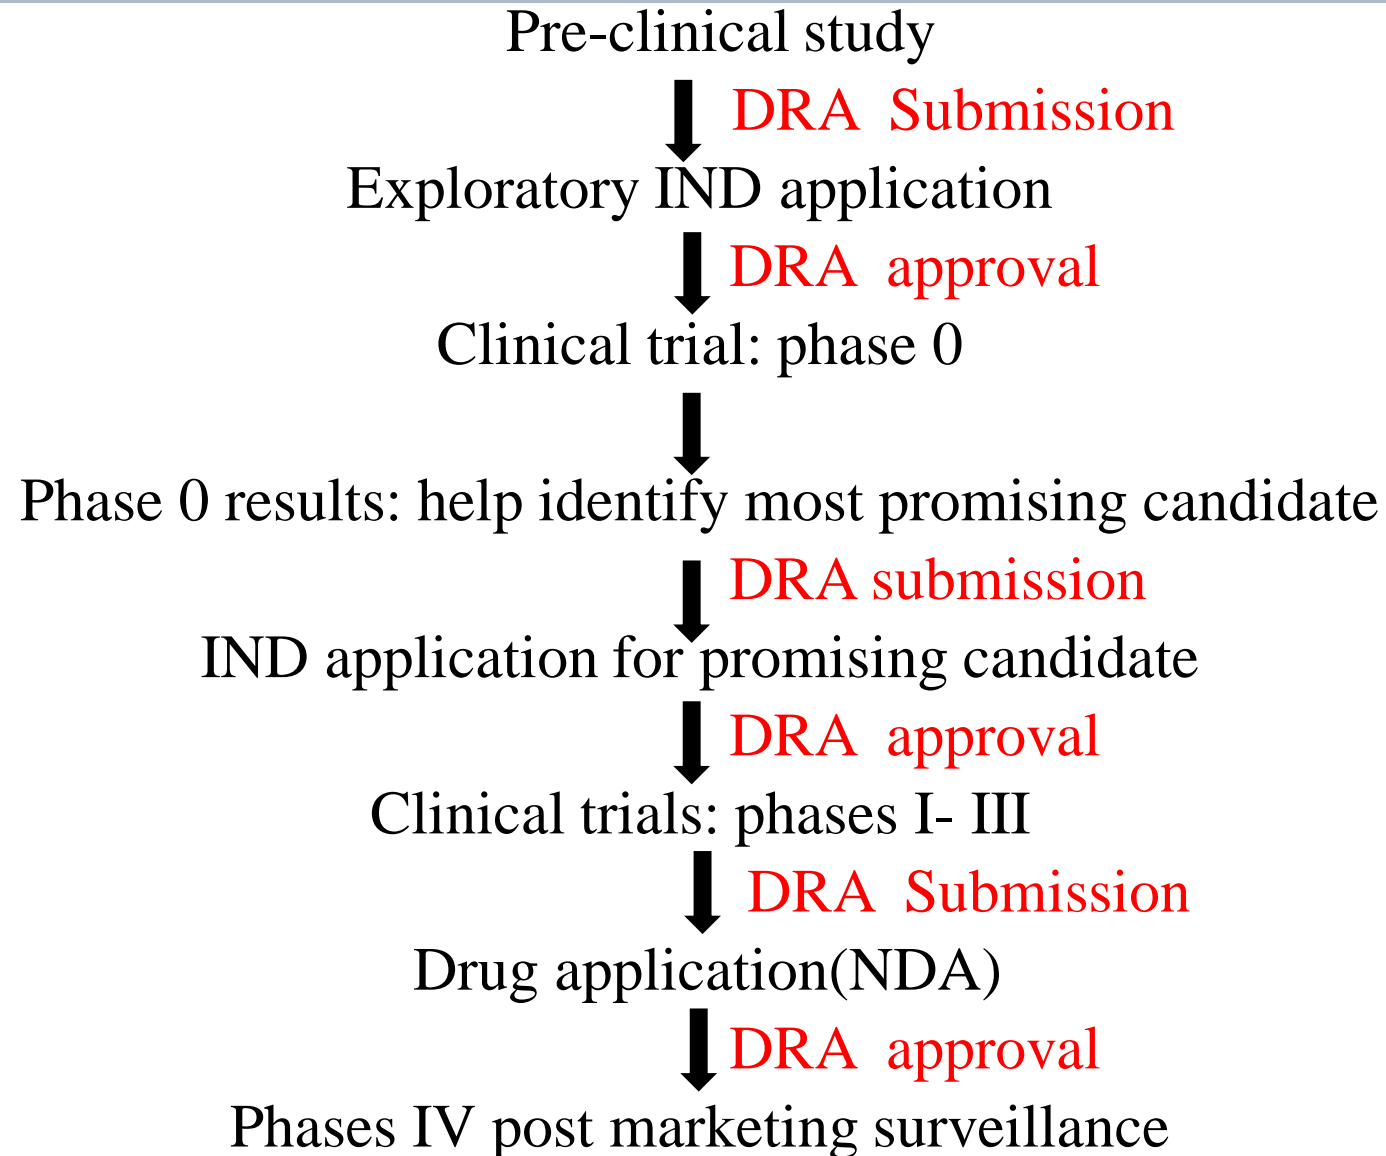 Pre-clinical study
DRA Submission
Exploratory IND application
DRA approval
Clinical trial: phase 0
Phase 0 results: help identify most promising candidate
DRA submission
IND application for promising candidate
DRA approval
Clinical trials: phases I- III
DRA Submission
Drug application(NDA)
DRA approval
Phases IV post marketing surveillance